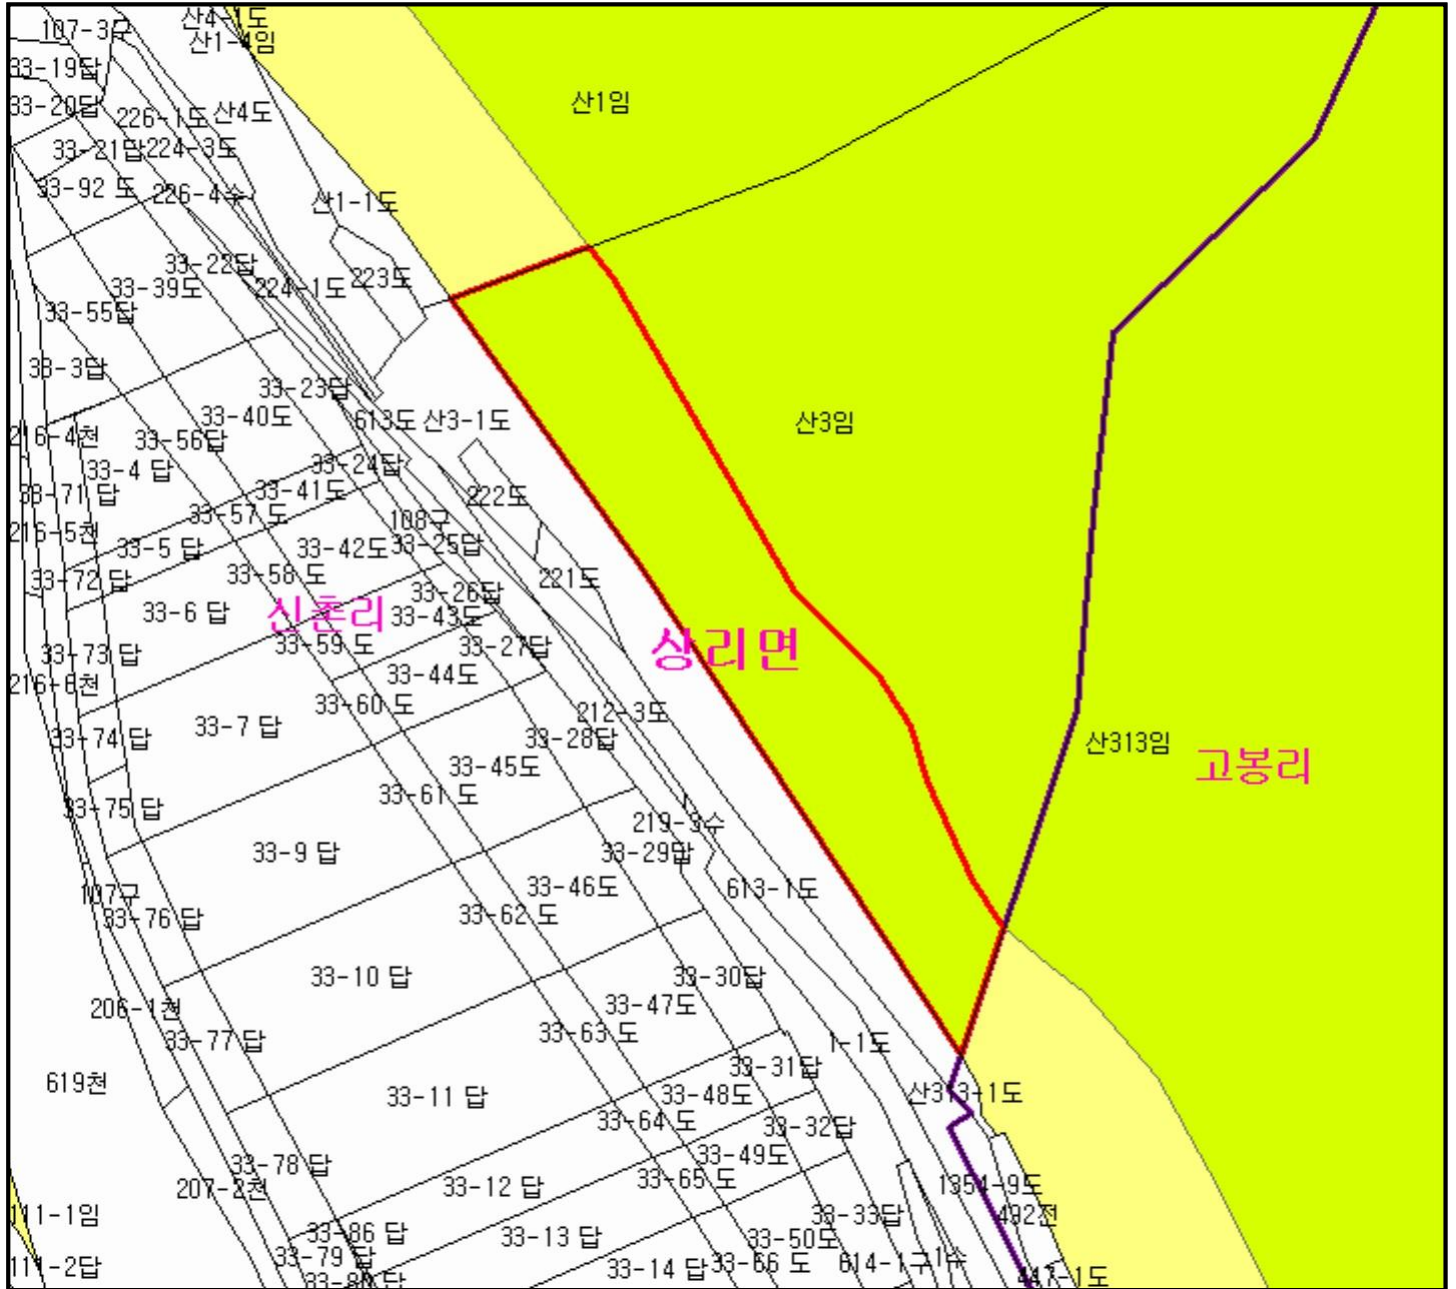 산4-1도
107-3구
산1-4임
33-19답
산1임
33-20답
226-1도
산4도
33-21답
224-3도
33-92 도
226-4수
산1-1도
33-22답
223도
33-39도
224-1도
33-55답
33-3답
33-23답
33-40도
613도
산3-1도
산3임
216-4천
33-56답
33-4 답
33-24답
33-71 답
33-41도
222도
33-57 도
108구
216-5천
33-5 답
33-42도
33-25답
33-72 답
33-58 도
221도
33-26답
33-6 답
신촌리
33-43도
33-59 도
33-27답
상리면
33-73 답
33-44도
216-6천
33-60 도
212-3도
33-7 답
33-74 답
33-28답
산313임
고봉리
33-45도
33-61 도
33-75 답
219-3수
33-9 답
33-29답
107구
33-46도
613-1도
33-76 답
33-62 도
33-10 답
33-30답
33-47도
206-1천
33-63 도
33-77 답
1-1도
33-31답
619천
33-11 답
33-48도
산313-1도
33-64 도
33-32답
33-49도
33-78 답
33-65 도
207-2천
33-12 답
1354-9도
111-1임
33-33답
492전
33-86 답
33-13 답
33-50도
33-79 답
111-2답
33-14 답
33-66 도
614-1구
1수
447-1도
33-80 답